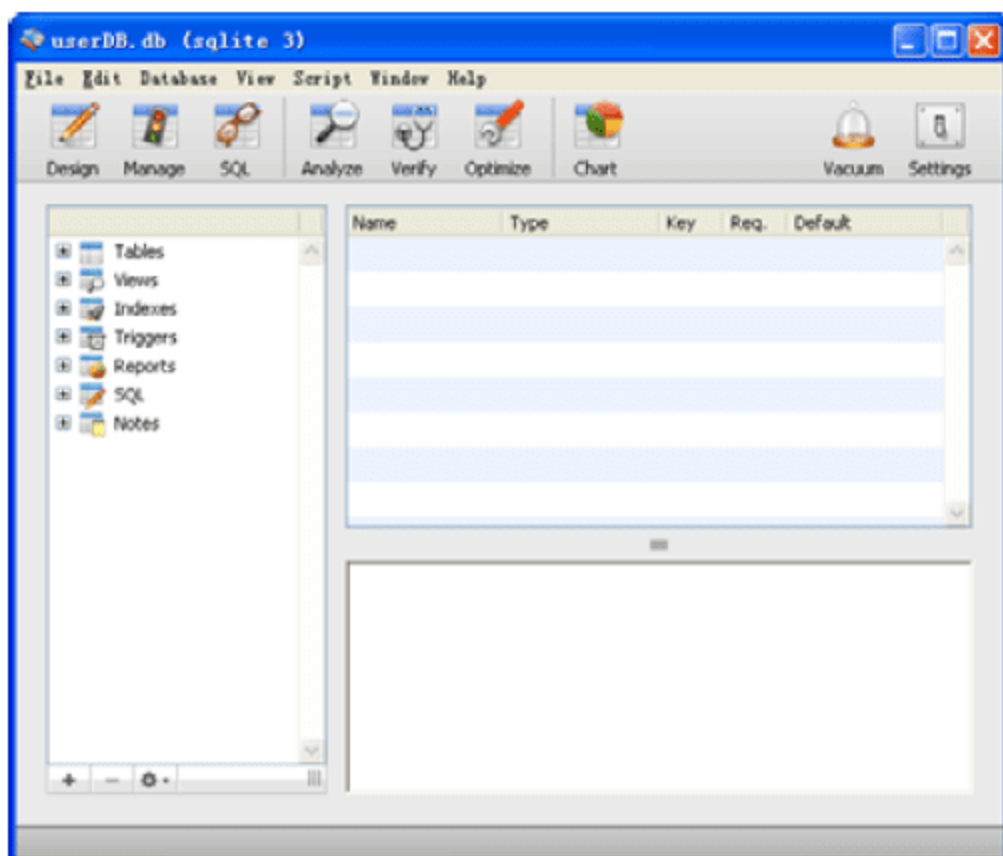 userDB.db (sqlite 3)
File Edit Database View Script Window Help
Design Manage SQL Analyze Verify Optimize Chart Vacuum Settings
Name Type Key Req. Default
Tables
Views
Indexes
Triggers
Reports
SQL
Notes